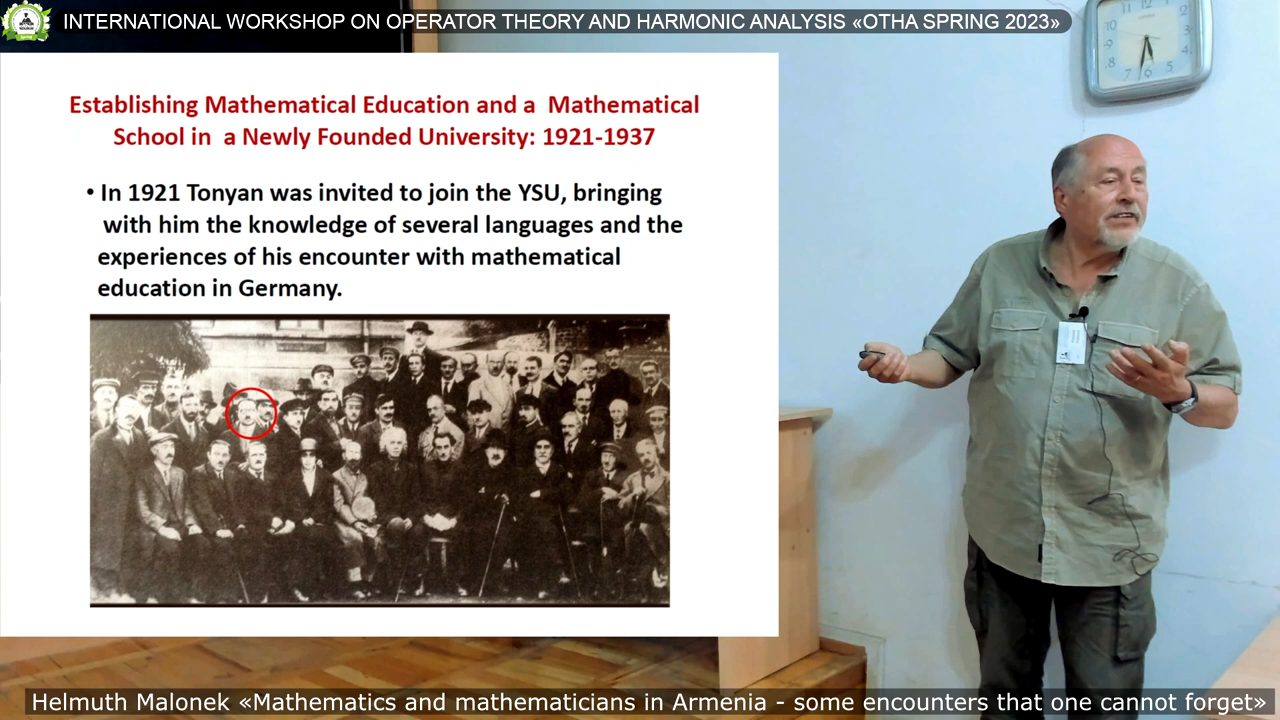 INTERNATIONAL WORKSHOP ON OPERATOR THEORY AND HARMONIC ANALYSIS «OTHA SPRING 2023»
Establishing Mathematical Education and a Mathematical
School in a Newly Founded University: 1921-1937
• In 1921 Tonyan was invited to join the YSU, bringing
with him the knowledge of several languages and the
experiences of his encounter with mathematical
education in Germany.
Helmuth Malonek «Mathematics and mathematicians in Armenia - some encounters that one cannot forget»